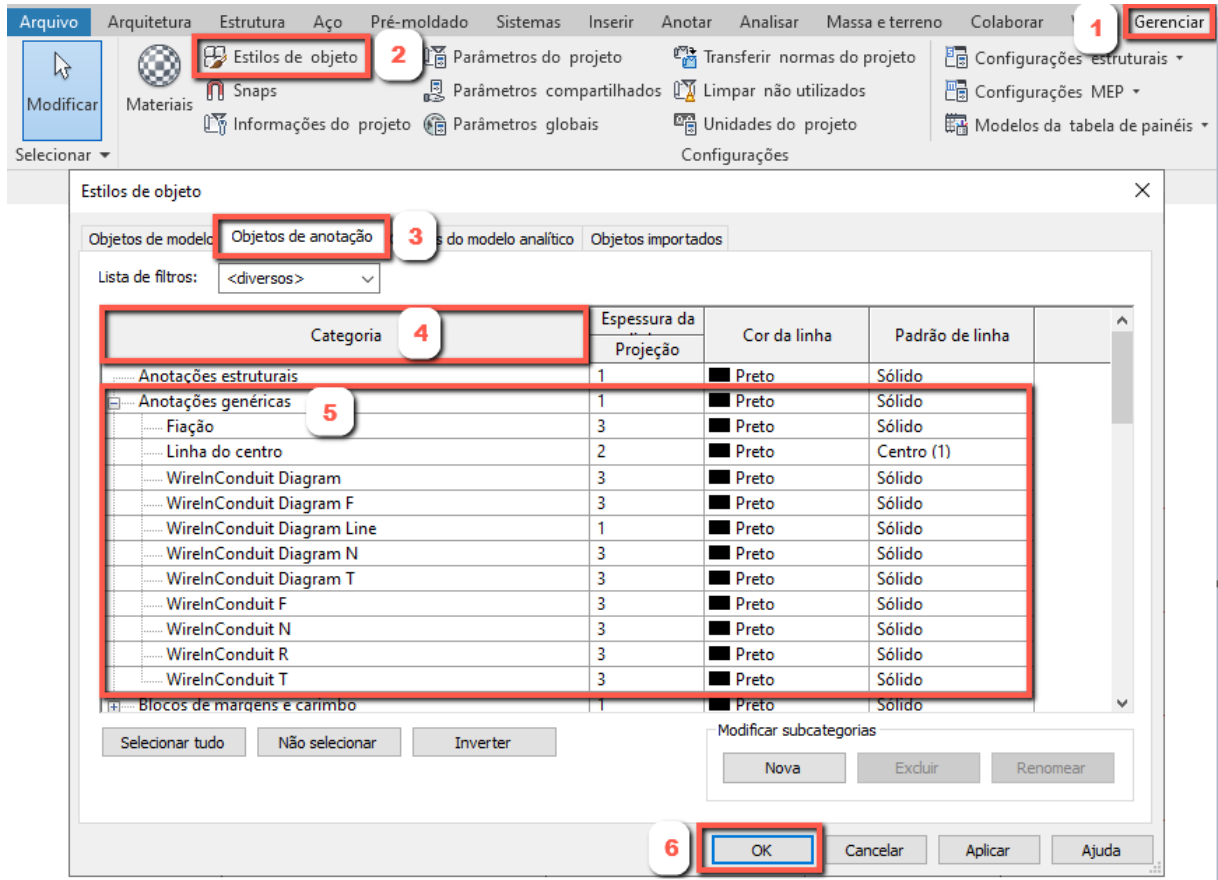 Arquivo Arquitetura Estrutura Aço Pré-moldado Sistemas Inserir Anotar Analisar Massa e terreno Colaborar 1 Gerenciar
Estilos de objeto 2 Parâmetros do projeto Transferir normas do projeto Configurações estruturais
Snaps Parâmetros compartilhados Limpar não utilizados Configurações MEP
Modificar Materiais
Informações do projeto Parâmetros globais Unidades do projeto Modelos da tabela de painéis
Selecionar Configurações
Estilos de objeto
Objetos de modelo Objetos de anotação 3 do modelo analítico Objetos importados
Lista de filtros: <diversos>
Categoria 4 Espessura da Cor da linha Padrão de linha
Projeção
Anotações estruturais 1 Preto Sólido
Anotações genéricas 5 1 Preto Sólido
Fiação 3 Preto Sólido
Linha do centro 2 Preto Centro (1)
WireInConduit Diagram 3 Preto Sólido
WireInConduit Diagram F 3 Preto Sólido
WireInConduit Diagram Line 1 Preto Sólido
WireInConduit Diagram N 3 Preto Sólido
WireInConduit Diagram T 3 Preto Sólido
WireInConduit F 3 Preto Sólido
WireInConduit N 3 Preto Sólido
WireInConduit R 3 Preto Sólido
WireInConduit T 3 Preto Sólido
Blocos de margens e carimbo 1 Preto Sólido
Selecionar tudo Não selecionar Inverter
Modificar subcategorias
Nova Excluir Renomear
6 OK Cancelar Aplicar Ajuda